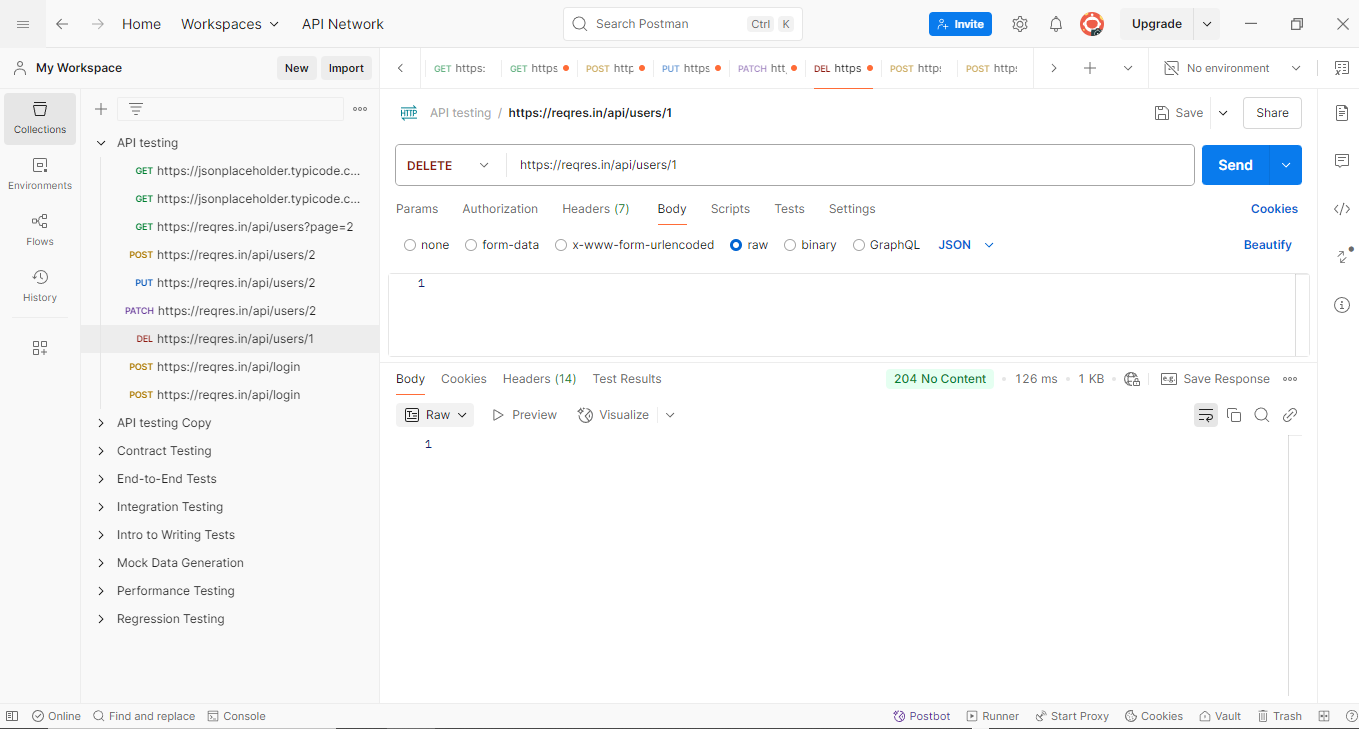 Home Workspaces API Network Search Postman Ctrl K Invite Upgrade
My Workspace New Import GET https: GET https POST http PUT https PATCH htt DEL https POST https POST https No environment
Collections
Environments
Flows
History
API testing
GET https://jsonplaceholder.typicode.c...
GET https://jsonplaceholder.typicode.c...
GET https://reqres.in/api/users?page=2
POST https://reqres.in/api/users/2
PUT https://reqres.in/api/users/2
PATCH https://reqres.in/api/users/2
DEL https://reqres.in/api/users/1
POST https://reqres.in/api/login
POST https://reqres.in/api/login
API testing Copy
Contract Testing
End-to-End Tests
Integration Testing
Intro to Writing Tests
Mock Data Generation
Performance Testing
Regression Testing
HTTP API testing / https://reqres.in/api/users/1 Save Share
DELETE https://reqres.in/api/users/1 Send
Params Authorization Headers (7) Body Scripts Tests Settings Cookies
none form-data x-www-form-urlencoded raw binary GraphQL JSON Beautify
1
Body Cookies Headers (14) Test Results 204 No Content • 126 ms • 1 KB e.g. Save Response
Raw Preview Visualize
1
Online Find and replace Console Postbot Runner Start Proxy Cookies Vault Trash